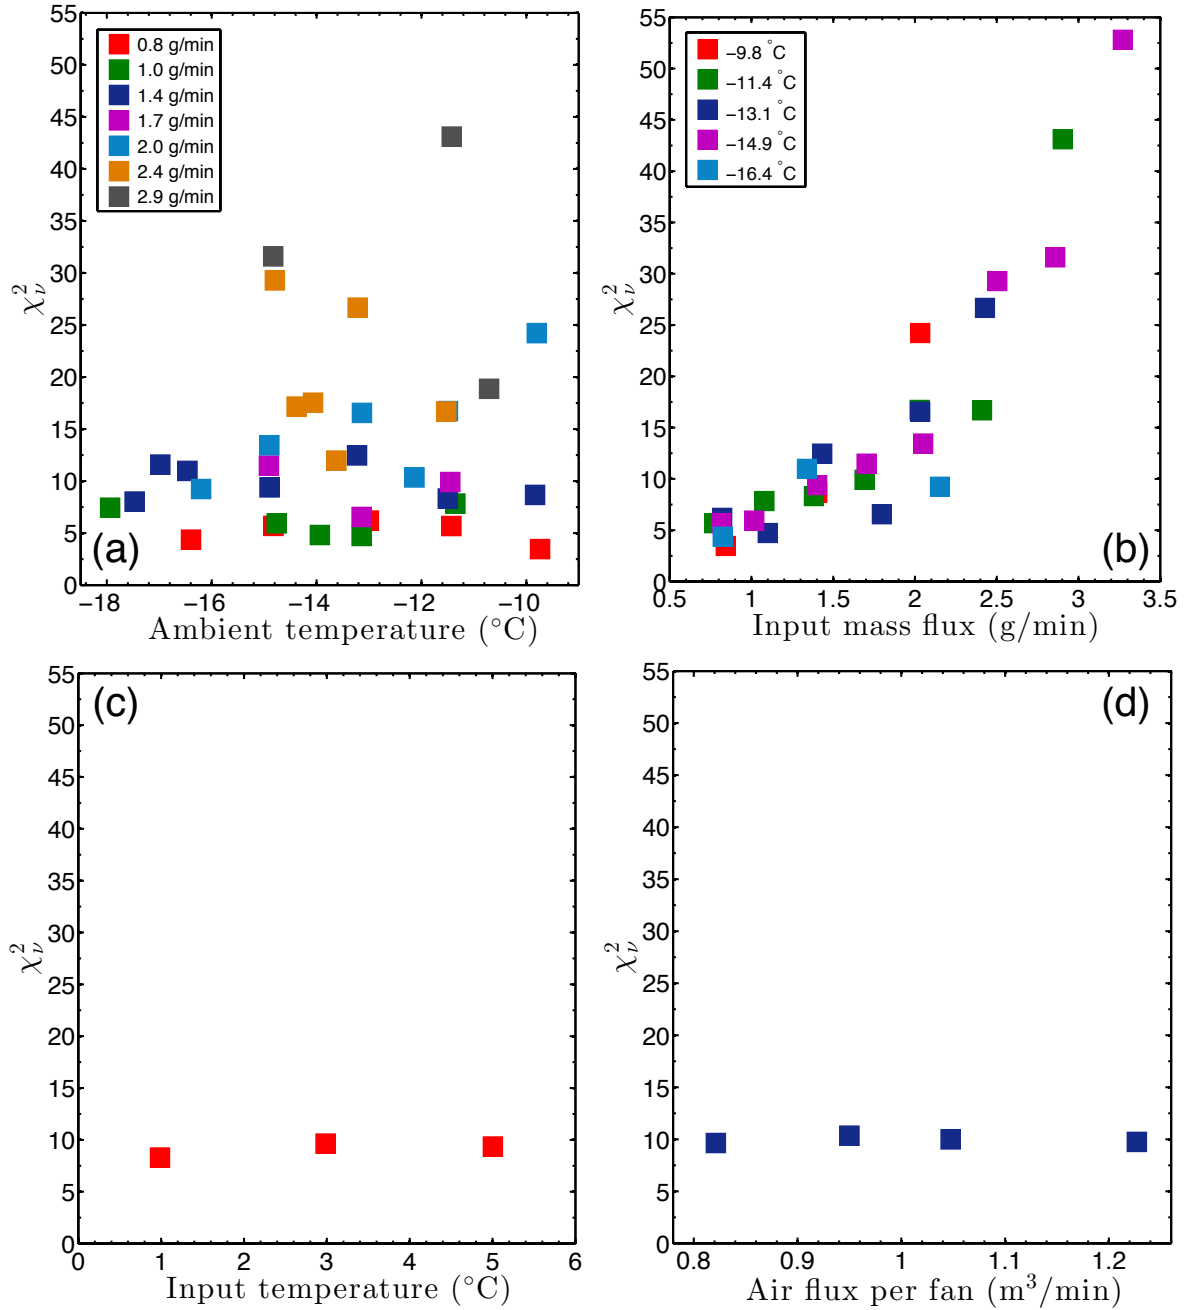 55
50
45
40
35
30
25
20
15
10
5
0
χ²ᵥ
0.8 g/min
1.0 g/min
1.4 g/min
1.7 g/min
2.0 g/min
2.4 g/min
2.9 g/min
(a)
−18 −16 −14 −12 −10
Ambient temperature (°C)
55
50
45
40
35
30
25
20
15
10
5
0
χ²ᵥ
−9.8 °C
−11.4 °C
−13.1 °C
−14.9 °C
−16.4 °C
(b)
0.5 1 1.5 2 2.5 3 3.5
Input mass flux (g/min)
55
50
45
40
35
30
25
20
15
10
5
0
χ²ᵥ
(c)
0 1 2 3 4 5 6
Input temperature (°C)
55
50
45
40
35
30
25
20
15
10
5
0
χ²ᵥ
(d)
0.8 0.9 1 1.1 1.2
Air flux per fan (m³/min)